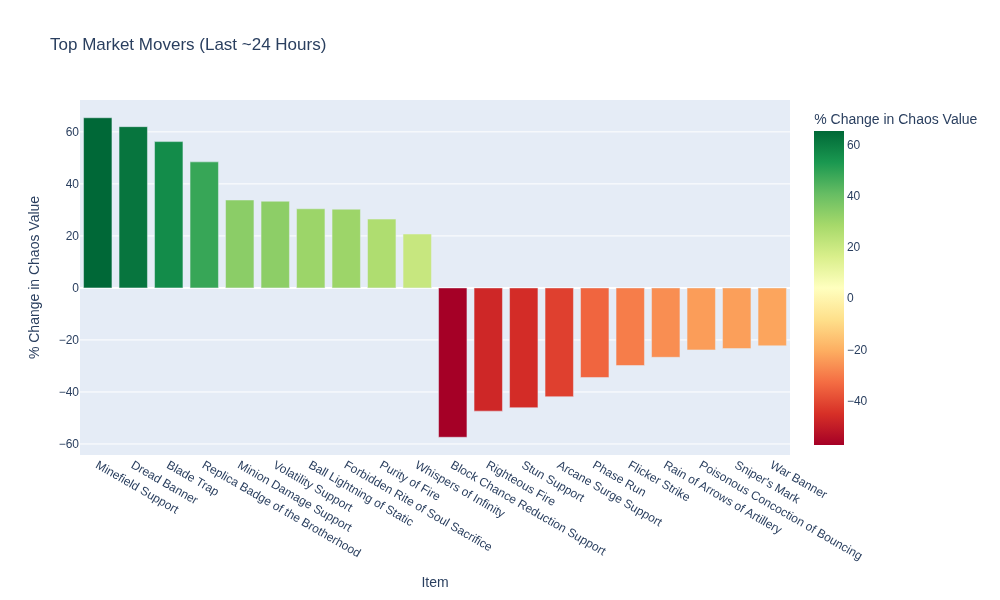 Top Market Movers (Last ~24 Hours)
% Change in Chaos Value
60
40
20
0
−20
−40
−60
% Change in Chaos Value
60
40
20
0
−20
−40
Minefield Support
Dread Banner
Blade Trap
Replica Badge of the Brotherhood
Minion Damage Support
Volatility Support
Ball Lightning of Static
Forbidden Rite of Soul Sacrifice
Purity of Fire
Whispers of Infinity
Block Chance Reduction Support
Righteous Fire
Stun Support
Arcane Surge Support
Phase Run
Flicker Strike
Rain of Arrows of Artillery
Poisonous Concoction of Bouncing
Sniper's Mark
War Banner
Item